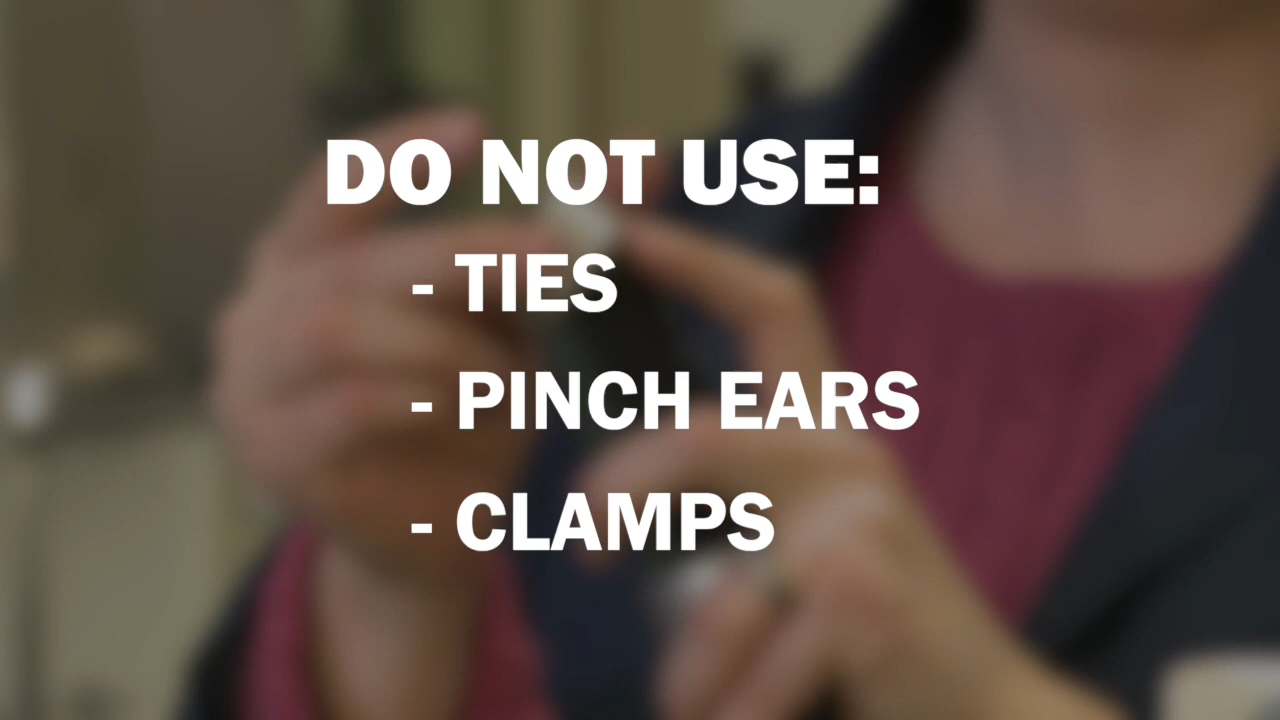 DO NOT USE:
- TIES
- PINCH EARS
- CLAMPS